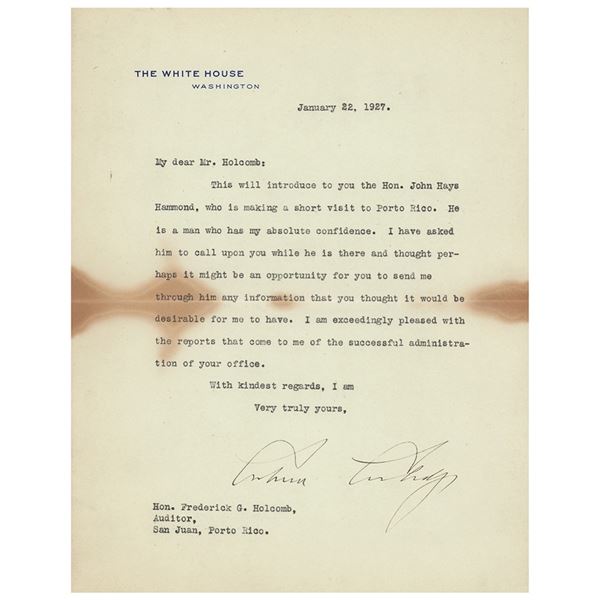 THE WHITE HOUSE
WASHINGTON
January 22, 1927.
My dear Mr. Holcomb:
This will introduce to you the Hon. John Hays
Hammond, who is making a short visit to Porto Rico. He
is a man who has my absolute confidence. I have asked
him to call upon you while he is there and thought per-
haps it might be an opportunity for you to send me
through him any information that you thought it would be
desirable for me to have. I am exceedingly pleased with
the reports that come to me of the successful administra-
tion of your office.
With kindest regards, I am
Very truly yours,
Calvin Coolidge
Hon. Frederick G. Holcomb,
Auditor,
San Juan, Porto Rico.